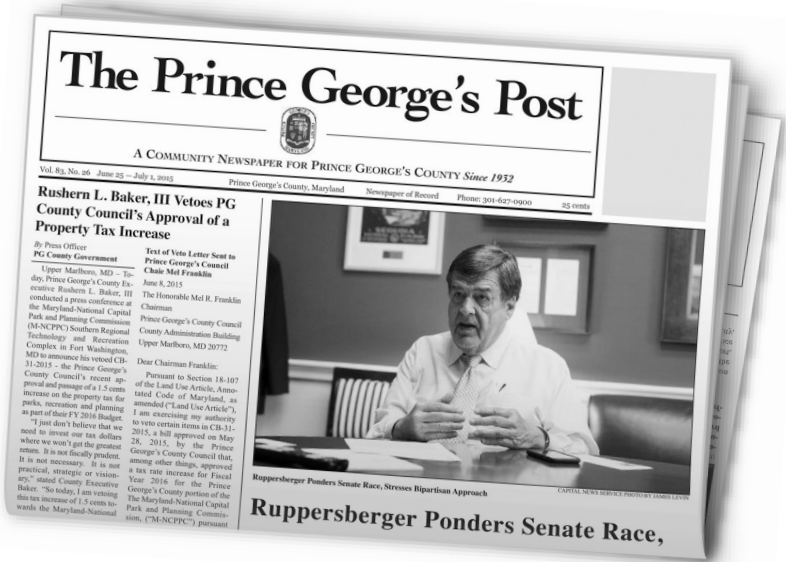 The Prince George's Post
A COMMUNITY NEWSPAPER FOR PRINCE GEORGE'S COUNTY Since 1932
Vol. 83, No. 26 June 25 — July 1, 2015 Prince George's County, Maryland Newspaper of Record Phone: 301-627-0900 25 cents
Rushern L. Baker, III Vetoes PG
County Council's Approval of a
Property Tax Increase
By Press Officer
PG County Government
Upper Marlboro, MD – To-
day, Prince George's County Ex-
ecutive Rushern L. Baker, III
conducted a press conference at
the Maryland-National Capital
Park and Planning Commission
(M-NCPPC) Southern Regional
Technology and Recreation
Complex in Fort Washington,
MD to announce his vetoed CB-
31-2015 - the Prince George's
County Council's recent ap-
proval and passage of a 1.5 cents
increase on the property tax for
parks, recreation and planning
as part of their FY 2016 Budget.
"I just don't believe that we
need to invest our tax dollars
where we won't get the greatest
return. It is not fiscally prudent.
It is not necessary. It is not
practical, strategic or vision-
ary," stated County Executive
Baker. "So today, I am vetoing
this tax increase of 1.5 cents to-
wards the Maryland-National
Text of Veto Letter Sent to
Prince George's Council
Chaie Mel Franklin
June 8, 2015
The Honorable Mel R. Franklin
Chairman
Prince George's County Council
County Administration Building
Upper Marlboro, MD 20772
Dear Chairman Franklin:
Pursuant to Section 18-107
of the Land Use Article, Anno-
tated Code of Maryland, as
amended ("Land Use Article"),
I am exercising my authority
to veto certain items in CB-31-
2015, a bill approved on May
28, 2015, by the Prince
George's County Council that,
among other things, approved
a tax rate increase for Fiscal
Year 2016 for the Prince
George's County portion of the
The Maryland-National Capital
Park and Planning Commis-
sion, ("M-NCPPC") pursuant
SEQUOIA
Ruppersberger Ponders Senate Race, Stresses Bipartisan Approach
CAPITAL NEWS SERVICE PHOTO BY JAMES LEVIN
Ruppersberger Ponders Senate Race,